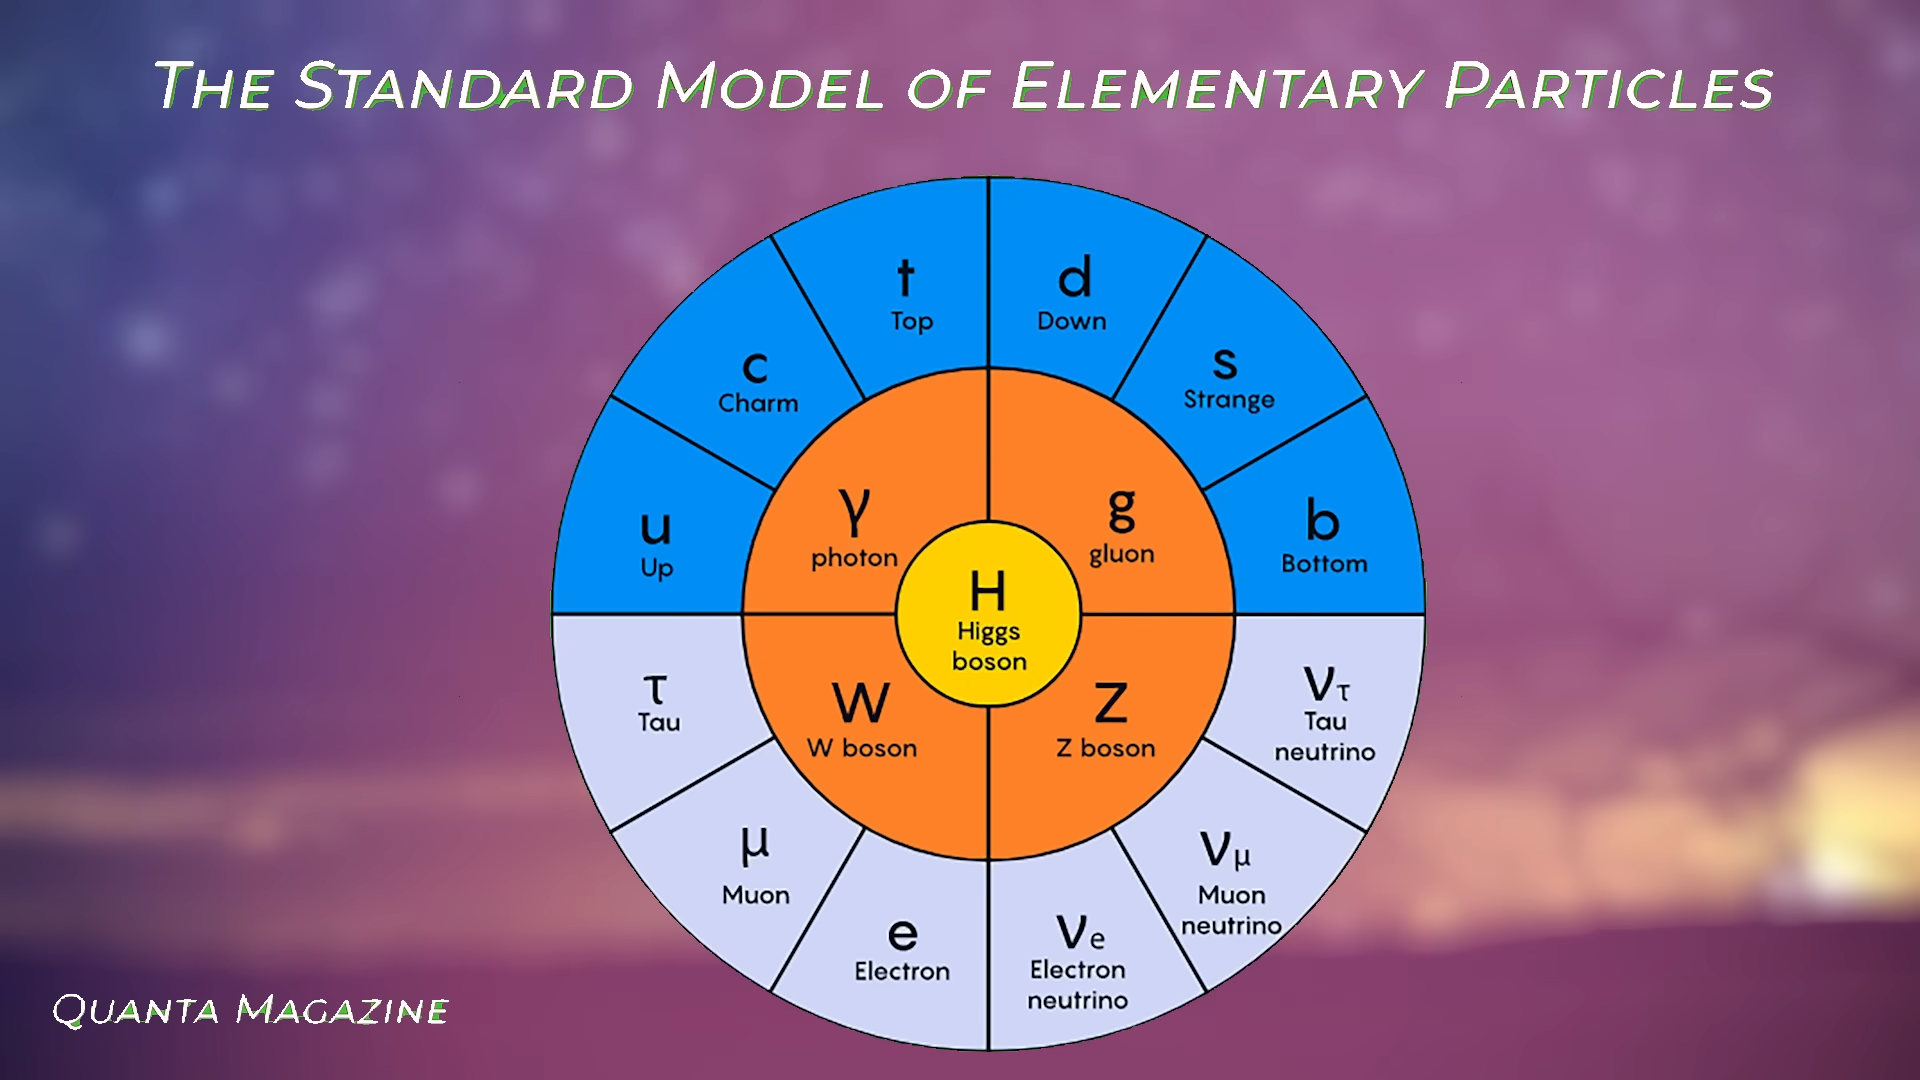 THE STANDARD MODEL OF ELEMENTARY PARTICLES
t
Top
d
Down
c
Charm
s
Strange
u
Up
b
Bottom
γ
photon
g
gluon
H
Higgs
boson
W
W boson
Z
Z boson
τ
Tau
ντ
Tau
neutrino
μ
Muon
νμ
Muon
neutrino
e
Electron
νe
Electron
neutrino
QUANTA MAGAZINE